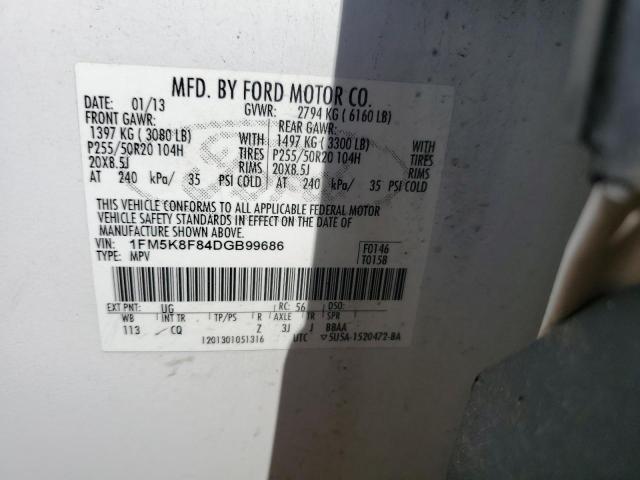 MFD. BY FORD MOTOR CO.
DATE: 01/13 GVWR: 2794 KG ( 6160 LB)
FRONT GAWR: REAR GAWR:
1397 KG ( 3080 LB) WITH 1497 KG ( 3300 LB) WITH
P255/50R20 104H TIRES P255/50R20 104H TIRES
20X8.5J RIMS 20X8.5J RIMS
AT 240 kPa/ 35 PSI COLD AT 240 kPa/ 35 PSI COLD
THIS VEHICLE CONFORMS TO ALL APPLICABLE FEDERAL MOTOR
VEHICLE SAFETY STANDARDS IN EFFECT ON THE DATE OF
MANUFACTURE SHOWN ABOVE.
VIN: 1FM5K8F84DGB99686 F0146
TYPE: MPV T0158
EXT PNT: UG RC: 56 DSO:
WB INT TR TP/PS R AXLE TR SPR
113 CQ Z 3J J BBAA
1201301051316 UTC ▽5U5A-1520472-BA